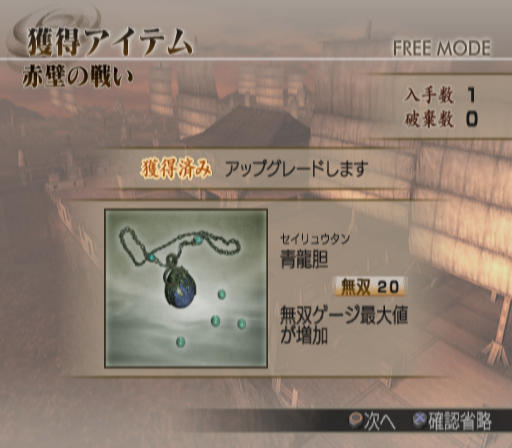 獲得アイテム
FREE MODE
赤壁の戦い
入手数 1
破棄数 0
獲得済み アップグレードします
セイリュウタン
青龍胆
無双 20
無双ゲージ最大値
が増加
次へ 確認省略